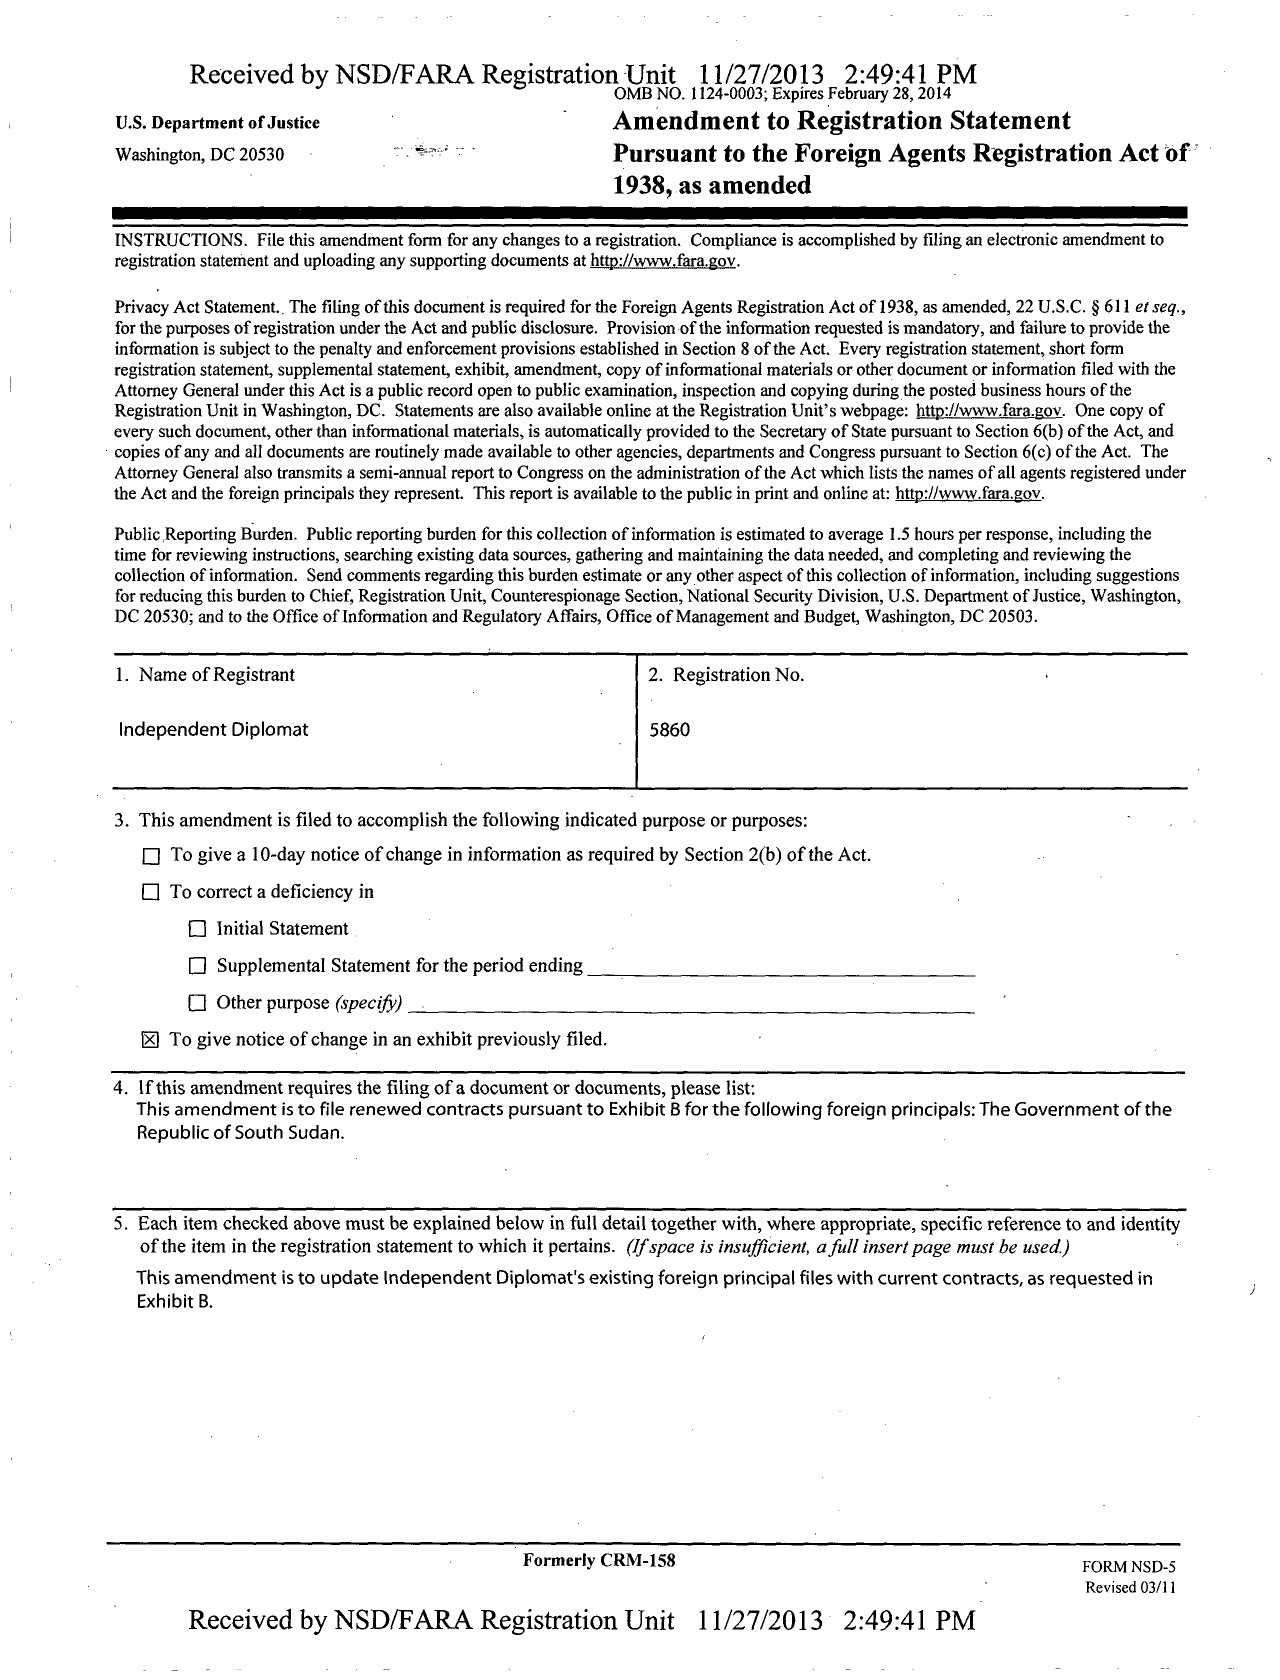 Received by NSD/FARA Registration Unit 11/27/2013 2:49:41 PM
OMB NO. 1124-0003; Expires February 28, 2014
U.S. Department of Justice
Washington, DC 20530
Amendment to Registration Statement
Pursuant to the Foreign Agents Registration Act of
1938, as amended
INSTRUCTIONS. File this amendment form for any changes to a registration. Compliance is accomplished by filing an electronic amendment to
registration statement and uploading any supporting documents at http://www.fara.gov.
Privacy Act Statement. The filing of this document is required for the Foreign Agents Registration Act of 1938, as amended, 22 U.S.C. § 611 et seq.,
for the purposes of registration under the Act and public disclosure. Provision of the information requested is mandatory, and failure to provide the
information is subject to the penalty and enforcement provisions established in Section 8 of the Act. Every registration statement, short form
registration statement, supplemental statement, exhibit, amendment, copy of informational materials or other document or information filed with the
Attorney General under this Act is a public record open to public examination, inspection and copying during the posted business hours of the
Registration Unit in Washington, DC. Statements are also available online at the Registration Unit's webpage: http://www.fara.gov. One copy of
every such document, other than informational materials, is automatically provided to the Secretary of State pursuant to Section 6(b) of the Act, and
copies of any and all documents are routinely made available to other agencies, departments and Congress pursuant to Section 6(c) of the Act. The
Attorney General also transmits a semi-annual report to Congress on the administration of the Act which lists the names of all agents registered under
the Act and the foreign principals they represent. This report is available to the public in print and online at: http://www.fara.gov.
Public Reporting Burden. Public reporting burden for this collection of information is estimated to average 1.5 hours per response, including the
time for reviewing instructions, searching existing data sources, gathering and maintaining the data needed, and completing and reviewing the
collection of information. Send comments regarding this burden estimate or any other aspect of this collection of information, including suggestions
for reducing this burden to Chief, Registration Unit, Counterespionage Section, National Security Division, U.S. Department of Justice, Washington,
DC 20530; and to the Office of Information and Regulatory Affairs, Office of Management and Budget, Washington, DC 20503.
1. Name of Registrant
Independent Diplomat
2. Registration No.
5860
3. This amendment is filed to accomplish the following indicated purpose or purposes:
☐ To give a 10-day notice of change in information as required by Section 2(b) of the Act.
☐ To correct a deficiency in
☐ Initial Statement
☐ Supplemental Statement for the period ending
☐ Other purpose (specify)
☒ To give notice of change in an exhibit previously filed.
4. If this amendment requires the filing of a document or documents, please list:
This amendment is to file renewed contracts pursuant to Exhibit B for the following foreign principals: The Government of the
Republic of South Sudan.
5. Each item checked above must be explained below in full detail together with, where appropriate, specific reference to and identity
of the item in the registration statement to which it pertains. (If space is insufficient, a full insert page must be used.)
This amendment is to update Independent Diplomat's existing foreign principal files with current contracts, as requested in
Exhibit B.
Formerly CRM-158
FORM NSD-5
Revised 03/11
Received by NSD/FARA Registration Unit 11/27/2013 2:49:41 PM